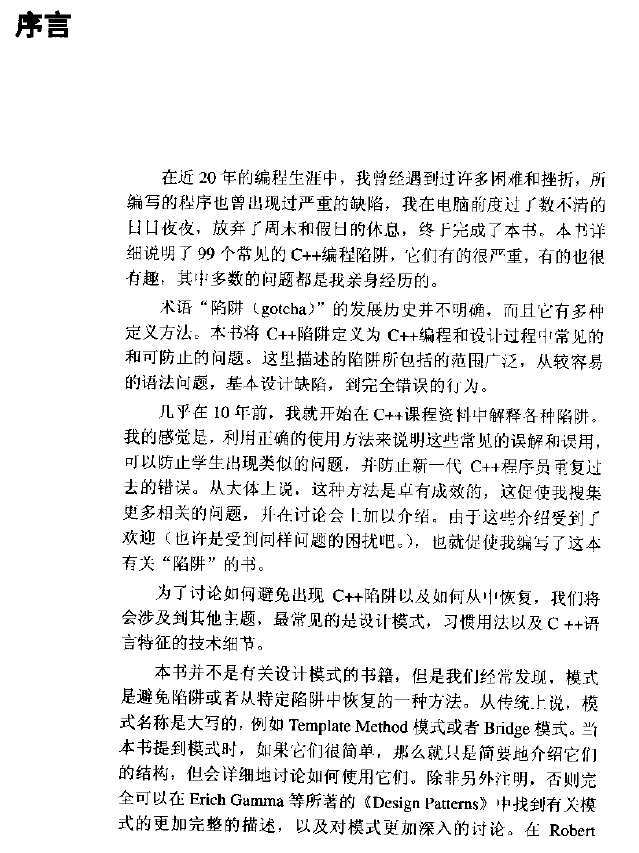 序言
在近 20 年的编程生涯中，我曾经遇到过许多困难和挫折，所
编写的程序也曾出现过严重的缺陷，我在电脑前度过了数不清的
日日夜夜，放弃了周末和假日的休息，终于完成了本书。本书详
细说明了 99 个常见的 C++编程陷阱，它们有的很严重，有的也很
有趣，其中多数的问题都是我亲身经历的。
术语“陷阱（gotcha）”的发展历史并不明确，而且它有多种
定义方法。本书将 C++陷阱定义为 C++编程和设计过程中常见的
和可防止的问题。这里描述的陷阱所包括的范围广泛，从较容易
的语法问题，基本设计缺陷，到完全错误的行为。
几乎在 10 年前，我就开始在 C++课程资料中解释各种陷阱。
我的感觉是，利用正确的使用方法来说明这些常见的误解和误用，
可以防止学生出现类似的问题，并防止新一代 C++程序员重复过
去的错误。从大体上说，这种方法是卓有成效的，这促使我搜集
更多相关的问题，并在讨论会上加以介绍。由于这些介绍受到了
欢迎（也许是受到同样问题的困扰吧。），也就促使我编写了这本
有关“陷阱”的书。
为了讨论如何避免出现 C++陷阱以及如何从中恢复，我们将
会涉及到其他主题，最常见的是设计模式，习惯用法以及 C ++语
言特征的技术细节。
本书并不是有关设计模式的书籍，但是我们经常发现，模式
是避免陷阱或者从特定陷阱中恢复的一种方法。从传统上说，模
式名称是大写的，例如 Template Method 模式或者 Bridge 模式。当
本书提到模式时，如果它们很简单，那么就只是简要地介绍它们
的结构，但会详细地讨论如何使用它们。除非另外注明，否则完
全可以在 Erich Gamma 等所著的《Design Patterns》中找到有关模
式的更加完整的描述，以及对模式更加深入的讨论。在 Robert